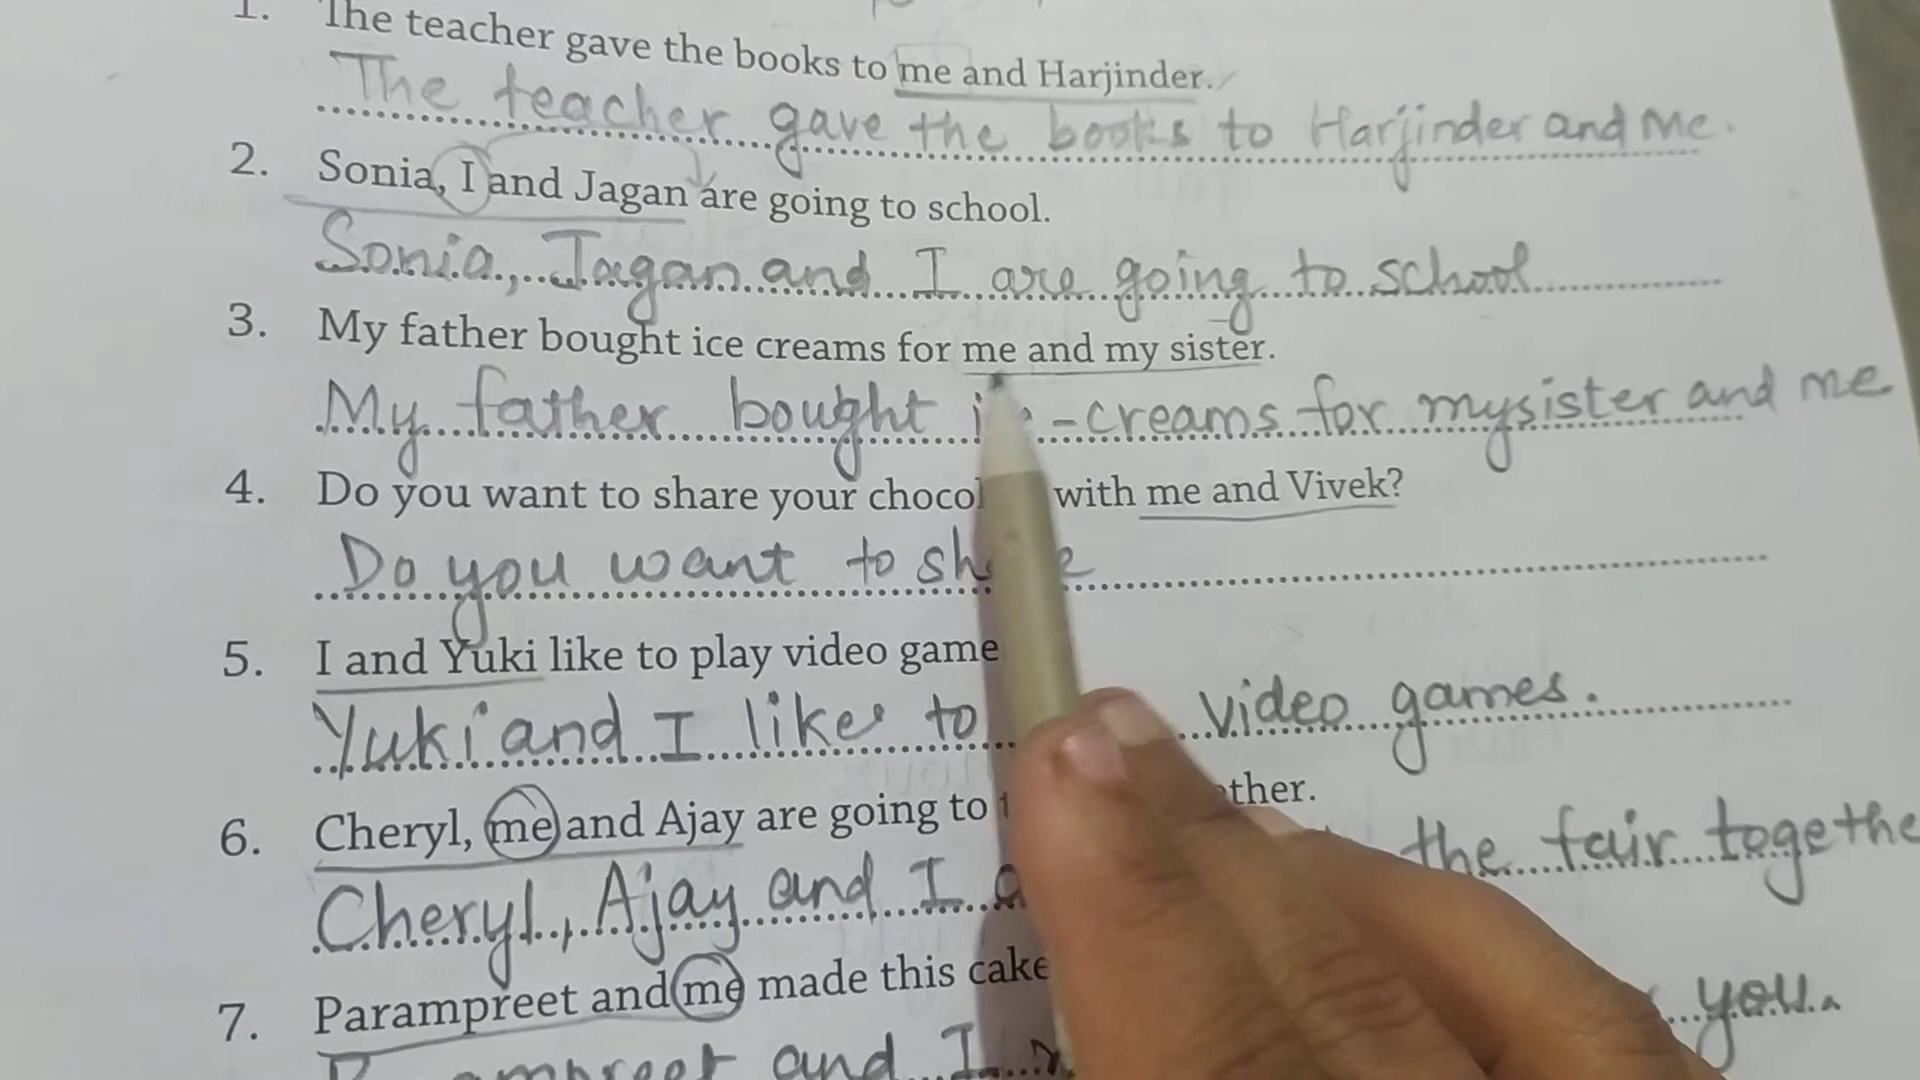 1. The teacher gave the books to me and Harjinder.
The teacher gave the books to Harjinder and me.
2. Sonia, I and Jagan are going to school.
Sonia, Jagan and I are going to school
3. My father bought ice creams for me and my sister.
My father bought -creams for my sister and me
4. Do you want to share your with me and Vivek?
Do you want to
5. I and Yuki like to play video game
Yuki and I like to video games.
6. Cheryl, me and Ajay are going to
Cheryl, Ajay and I the fair togethe
7. Parampreet and me made this cake
and I you.